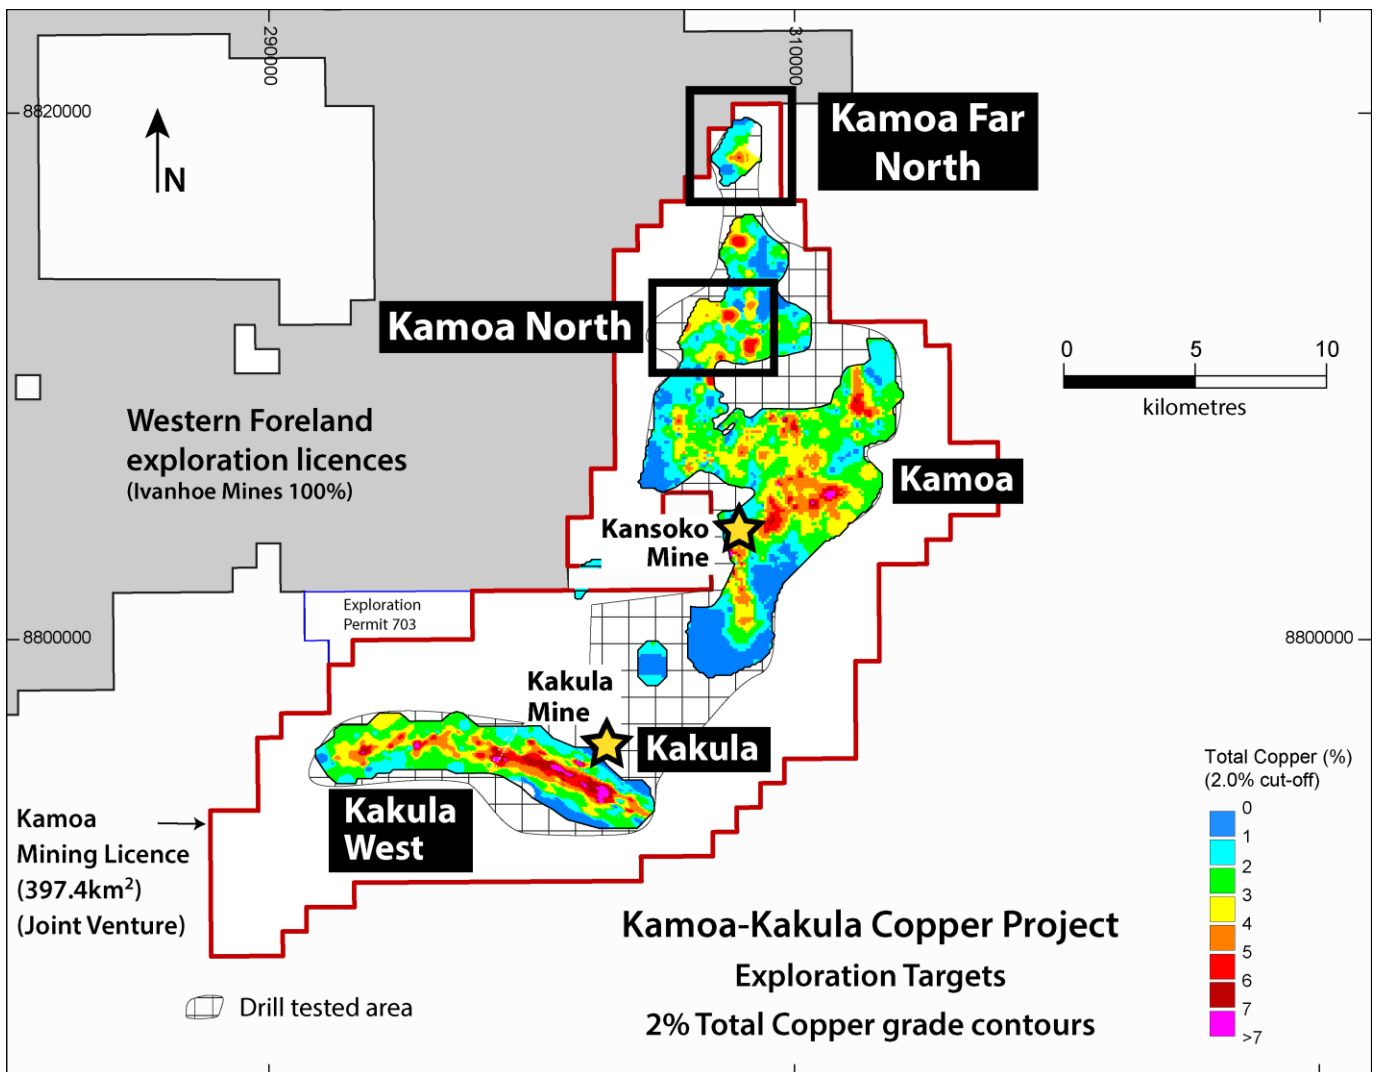 290000
310000
8820000
N
Kamoa Far
North
Kamoa North
0 5 10
kilometres
Western Foreland
exploration licences
(Ivanhoe Mines 100%)
Kamoa
Kansoko
Mine
Exploration
Permit 703
8800000
8800000
Kakula
Mine
Kakula
Kakula
West
Kamoa
Mining Licence
(397.4km²)
(Joint Venture)
Total Copper (%)
(2.0% cut-off)
0
1
2
3
4
5
6
7
>7
Kamoa-Kakula Copper Project
Exploration Targets
2% Total Copper grade contours
Drill tested area